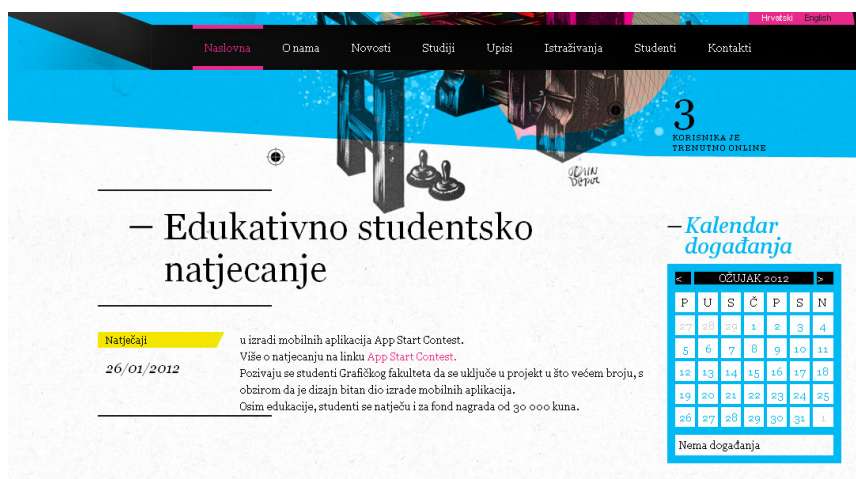 Hrvatski English
Naslovna O nama Novosti Studiji Upisi Istraživanja Studenti Kontakti
3
KORISNIKA JE
TRENUTNO ONLINE
— Edukativno studentsko
natjecanje
Natječaji
26/01/2012
u izradi mobilnih aplikacija App Start Contest.
Više o natjecanju na linku App Start Contest.
Pozivaju se studenti Grafičkog fakulteta da se uključe u projekt u što većem broju, s
obzirom da je dizajn bitan dio izrade mobilnih aplikacija.
Osim edukacije, studenti se natječu i za fond nagrada od 30 000 kuna.
—Kalendar
događanja
< OŽUJAK 2012 >
P U S Č P S N
27 28 29 1 2 3 4
5 6 7 8 9 10 11
12 13 14 15 16 17 18
19 20 21 22 23 24 25
26 27 28 29 30 31 1
Nema događanja